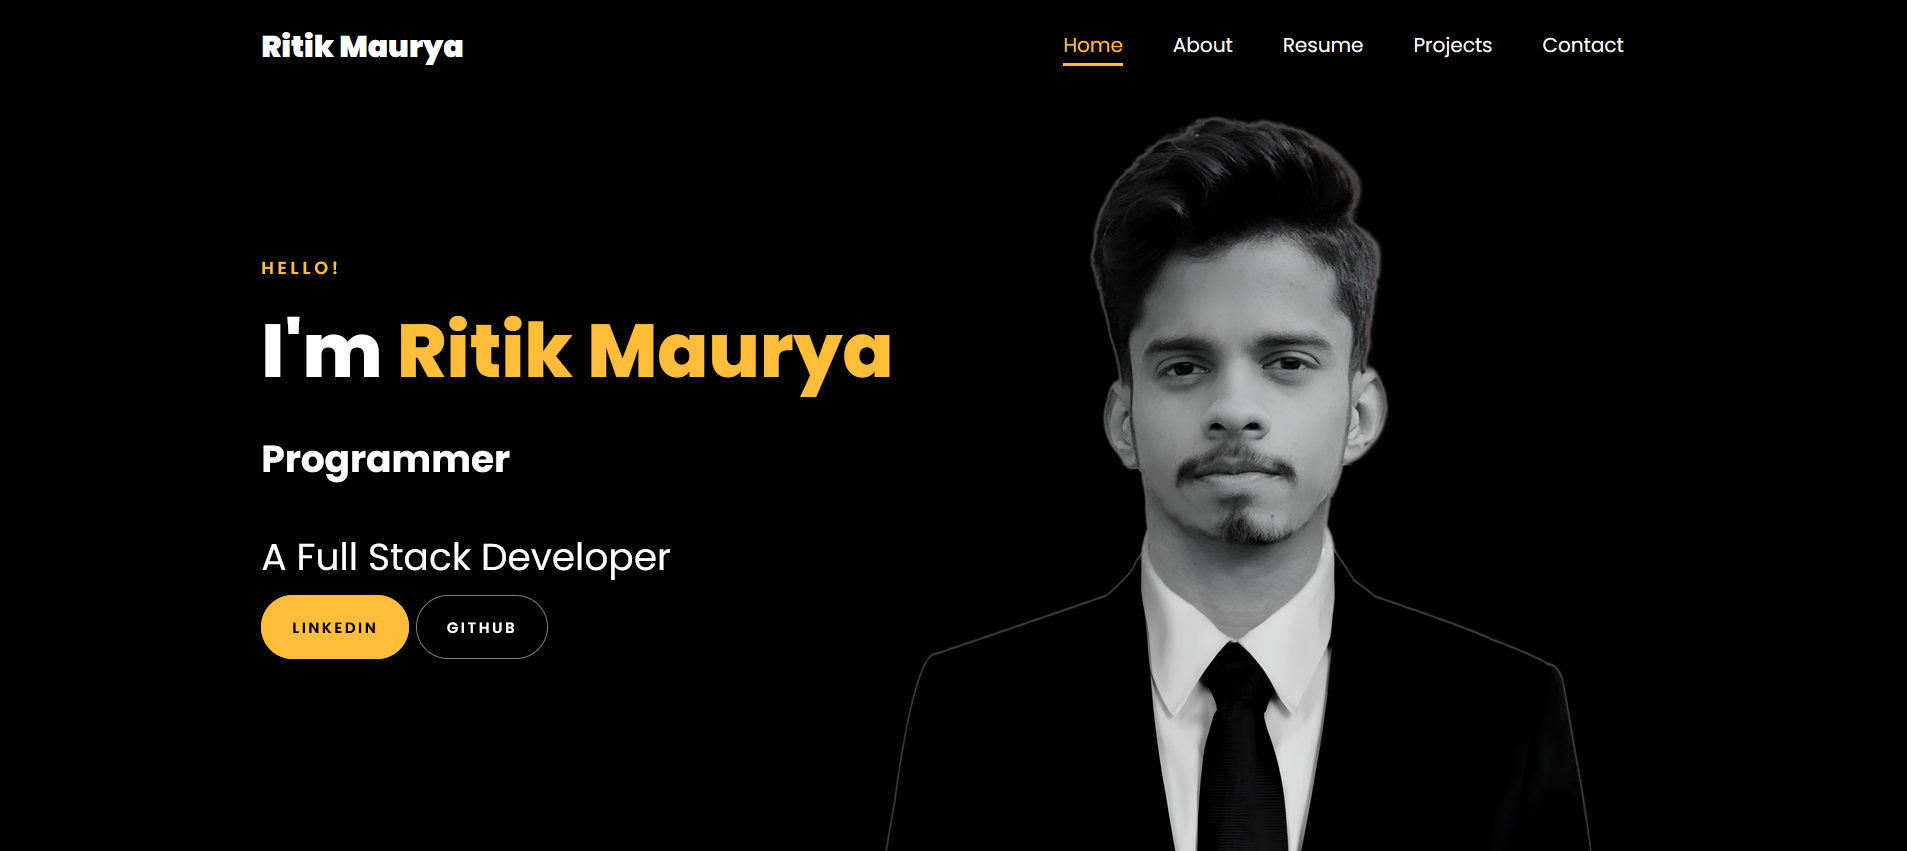 Ritik Maurya
Home About Resume Projects Contact
HELLO!
I'm Ritik Maurya
Programmer
A Full Stack Developer
LINKEDIN GITHUB